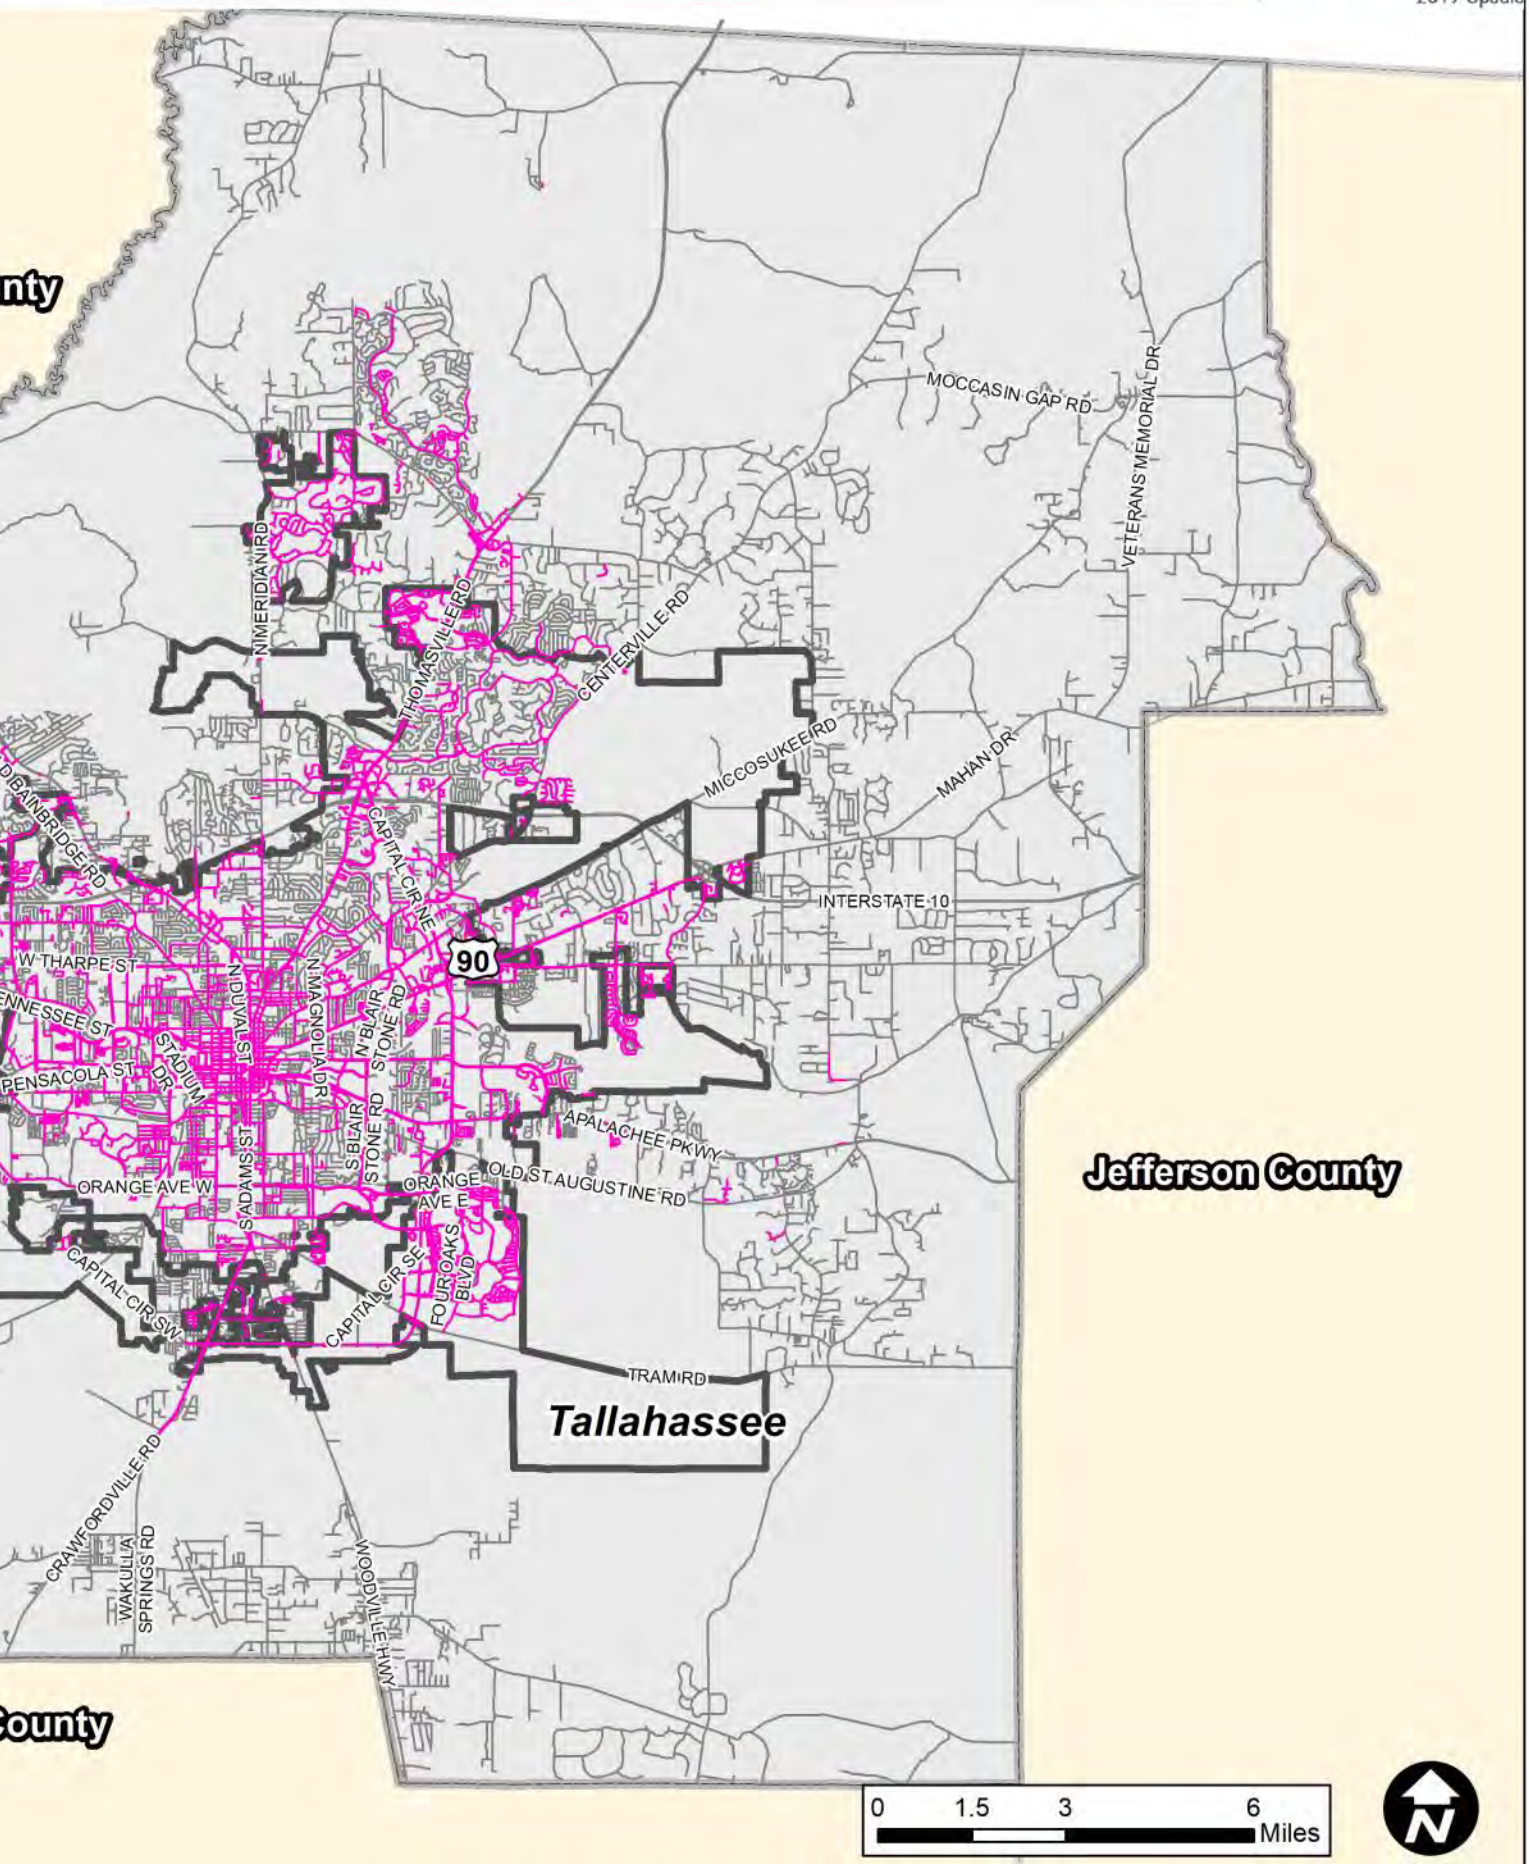 nty
MOCCASIN GAP RD
VETERANS MEMORIAL DR
N MERIDIAN RD
THOMASVILLE RD
CENTERVILLE RD
MICCOSUKEE RD
MAHAN DR
D BAINBRIDGE RD
CAPITAL CIR NE
INTERSTATE 10
90
W THARPE ST
N DUVAL ST
N MAGNOLIA DR
N BLAIR
STONE RD
ENNESSEE ST
STADIUM
DR
PENSACOLA ST
S BLAIR
STONE RD
APALACHEE PKWY
S ADAMS ST
ORANGE AVE W
ORANGE
AVE E
OLD ST.AUGUSTINE RD
Jefferson County
CAPITAL CIR SW
CAPITAL CIR SE
FOUR OAKS
BLVD
TRAM RD
Tallahassee
CRAWFORDVILLE RD
WAKULLA
SPRINGS RD
WOODVILLE HWY
County
0 1.5 3 6
Miles
N